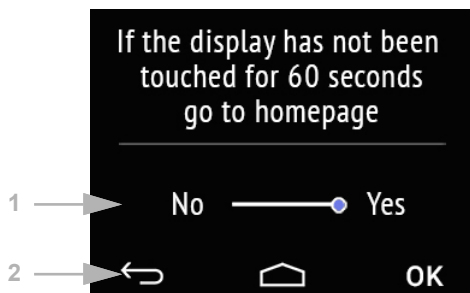 If the display has not been
touched for 60 seconds
go to homepage
1
No Yes
2
OK